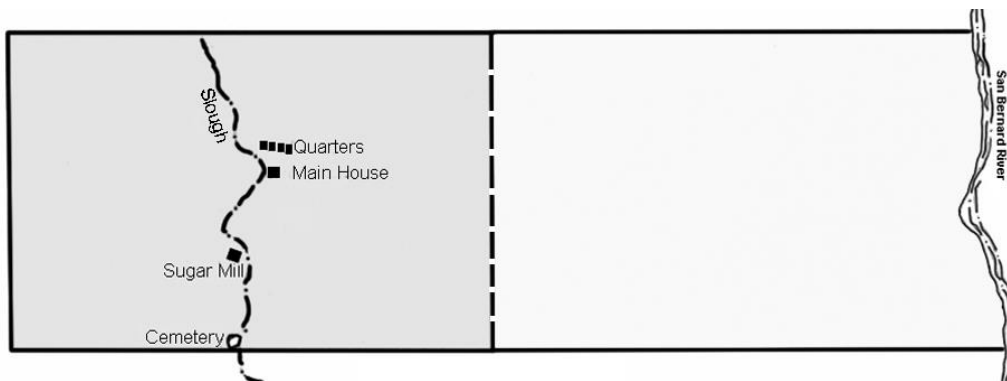 Slough
Quarters
Main House
Sugar Mill
Cemetery
San Bernard River